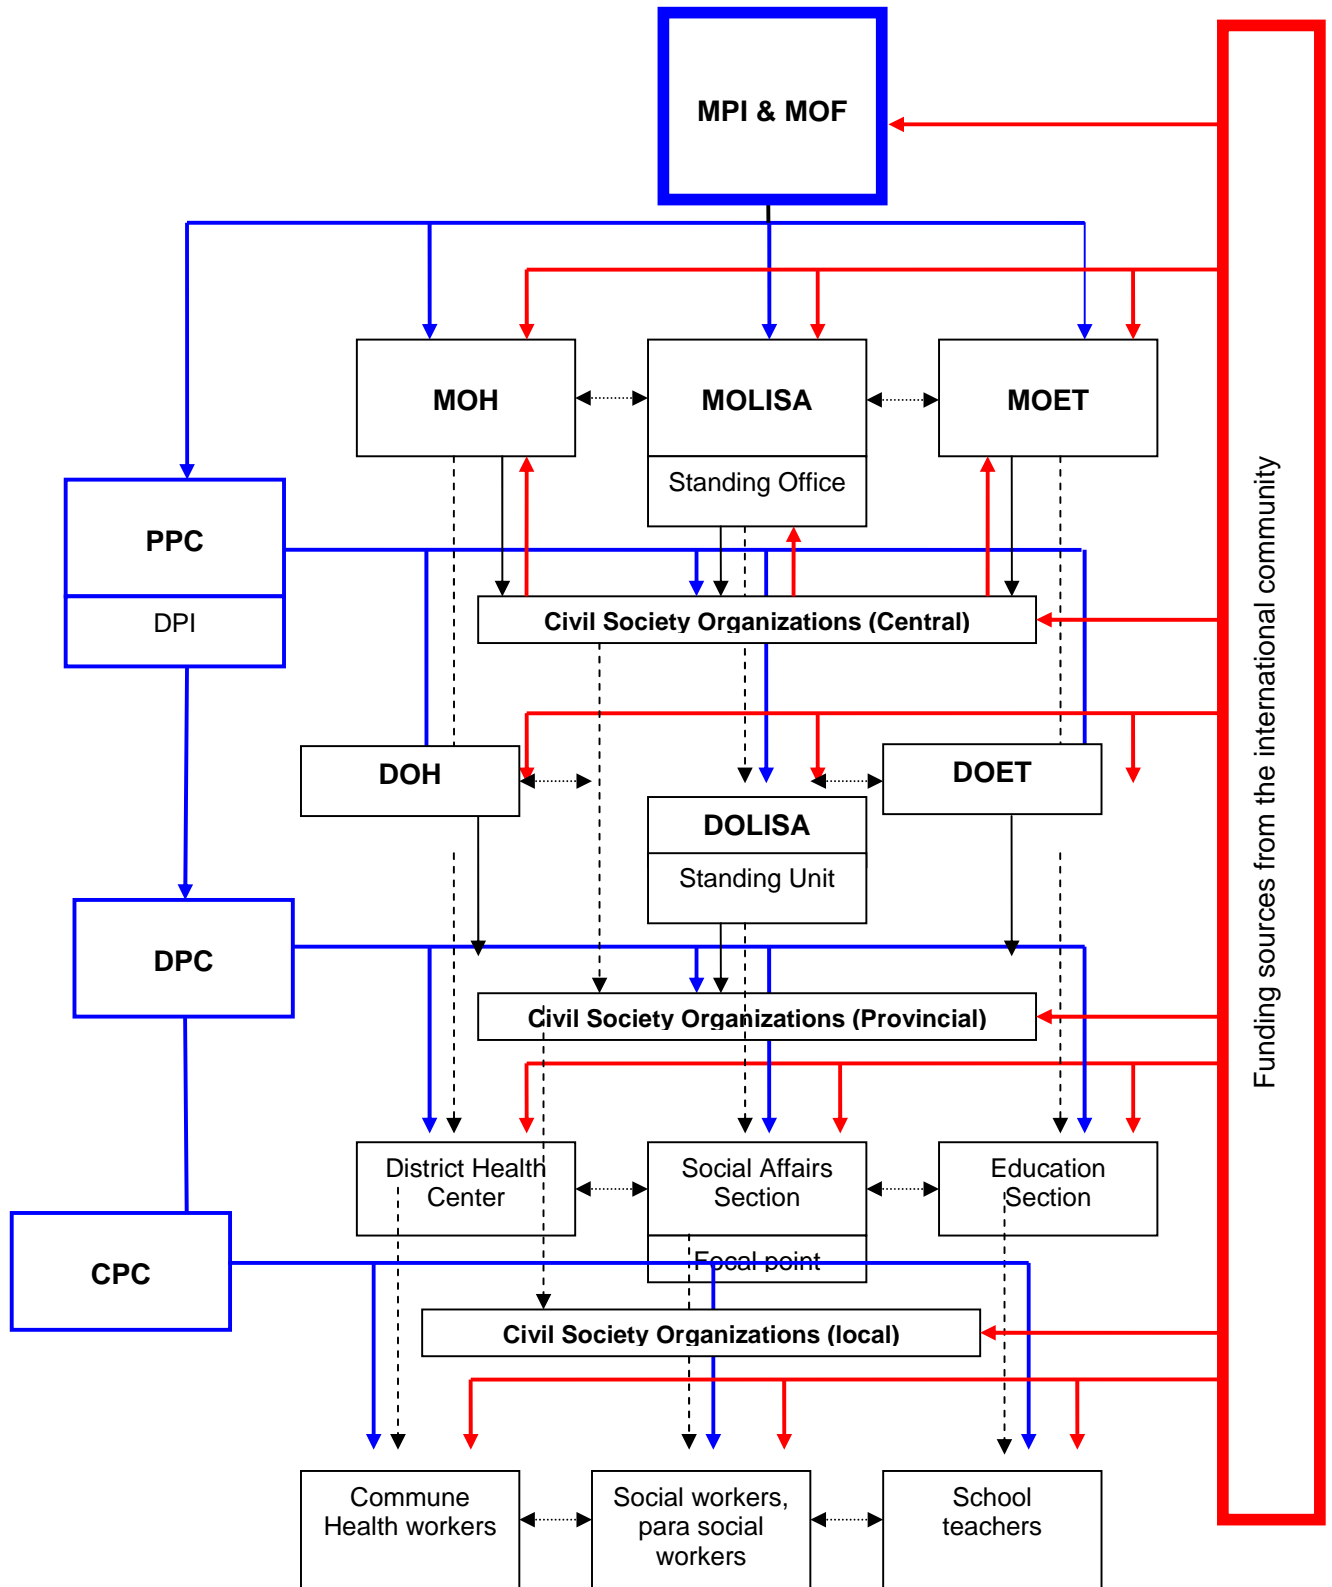 MPI & MOF
MOH
MOLISA
MOET
Standing Office
PPC
DPI
Civil Society Organizations (Central)
DOH
DOET
DOLISA
Standing Unit
DPC
Civil Society Organizations (Provincial)
District Health
Center
Social Affairs
Section
Education
Section
CPC
Focal point
Civil Society Organizations (local)
Commune
Health workers
Social workers,
para social
workers
School
teachers
Funding sources from the international community